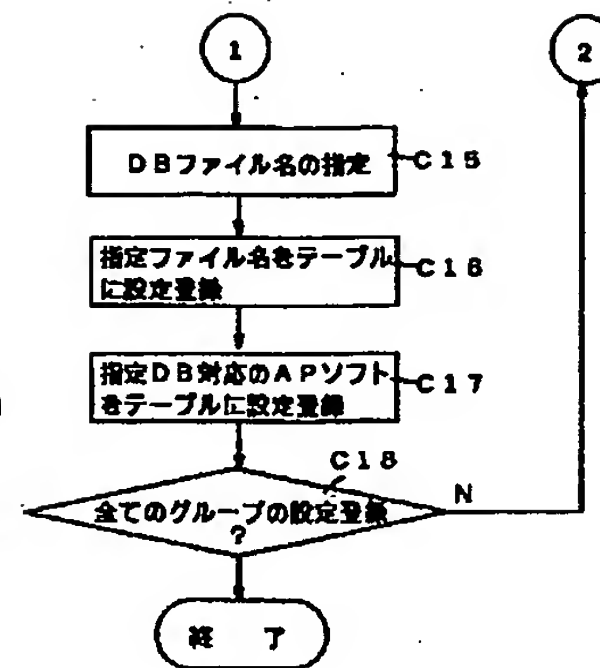 1
2
DBファイル名の指定
C15
指定ファイル名をテーブル
に設定登録
C16
指定DB対応のAPソフト
をテーブルに設定登録
C17
C18
全てのグループの設定登録
?
N
終 了